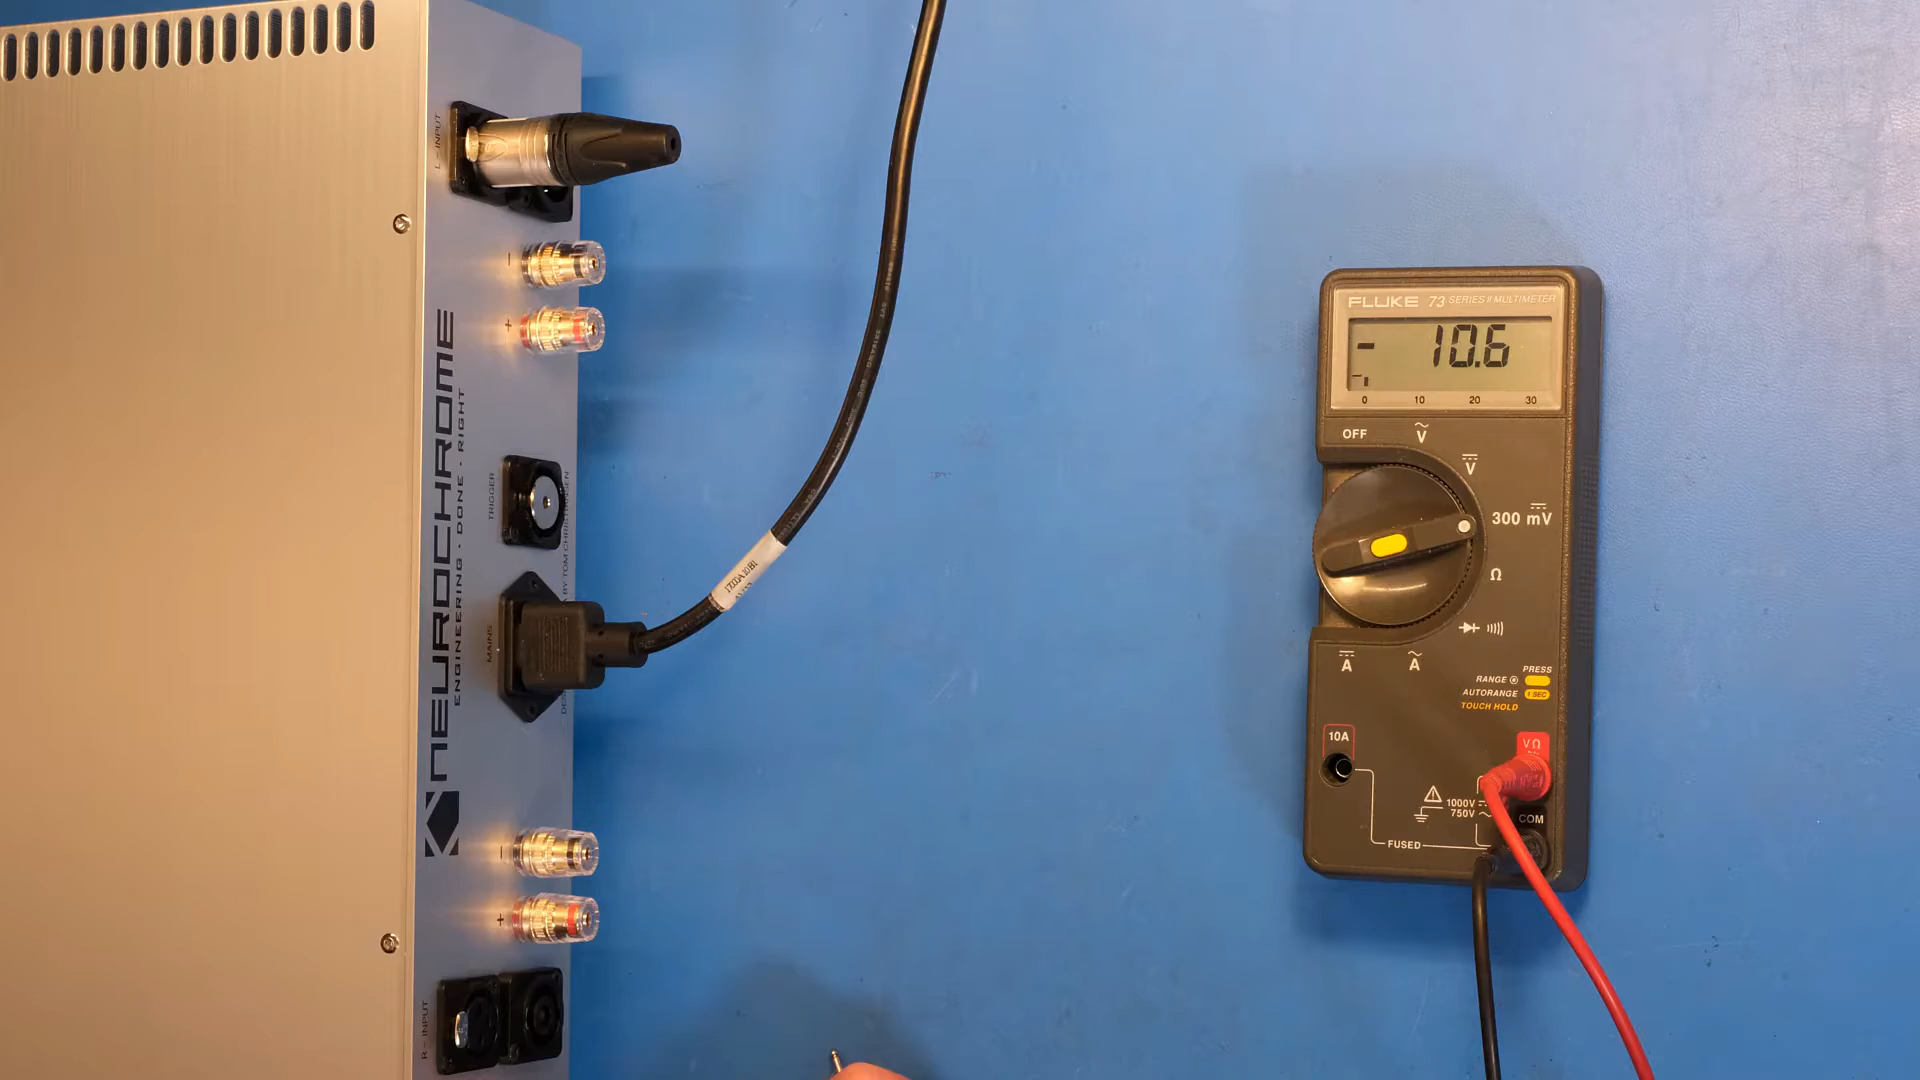 L - INPUT
-
+
NEUROCHROME
ENGINEERING · DONE · RIGHT
TRIGGER
MAINS
-
+
R - INPUT
FLUKE 73 SERIES II MULTIMETER
- 10.6
0 10 20 30
OFF
V
V
300 mV
Ω
A
A
PRESS
RANGE
AUTORANGE 1 SEC
TOUCH HOLD
10A
VΩ
1000V
750V
COM
FUSED